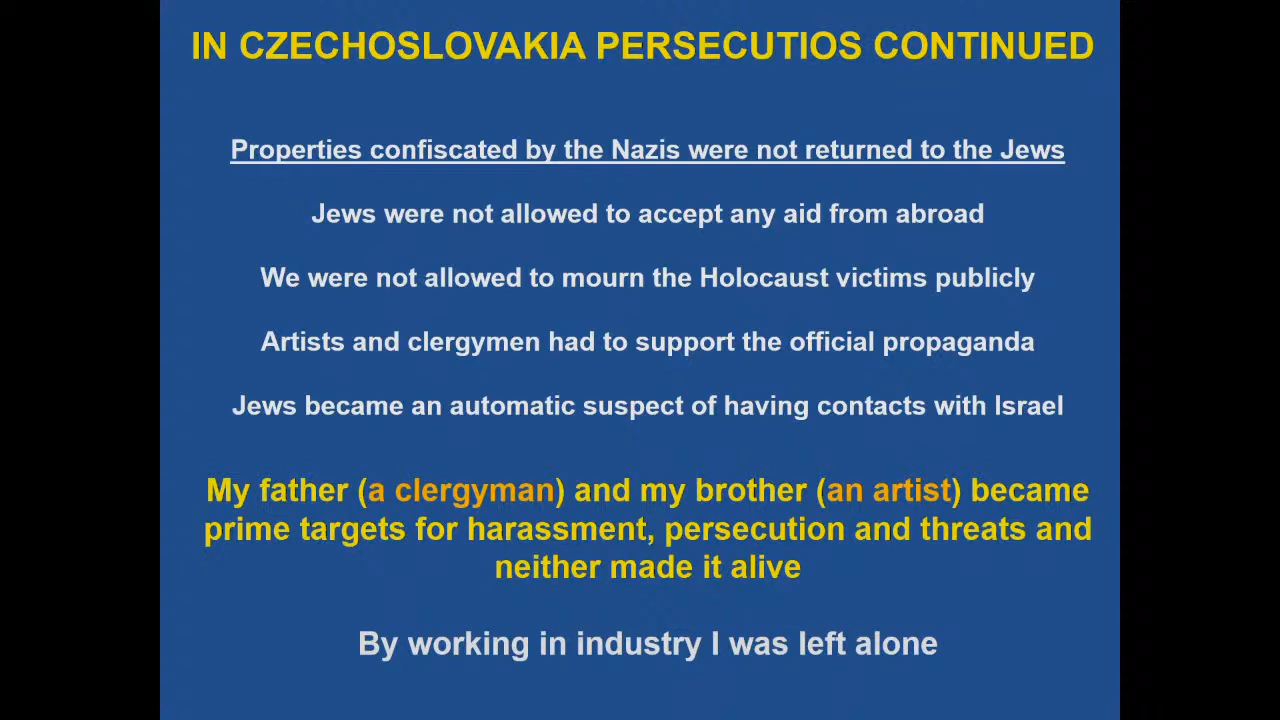 IN CZECHOSLOVAKIA PERSECUTIOS CONTINUED
Properties confiscated by the Nazis were not returned to the Jews
Jews were not allowed to accept any aid from abroad
We were not allowed to mourn the Holocaust victims publicly
Artists and clergymen had to support the official propaganda
Jews became an automatic suspect of having contacts with Israel
My father (a clergyman) and my brother (an artist) became
prime targets for harassment, persecution and threats and
neither made it alive
By working in industry I was left alone